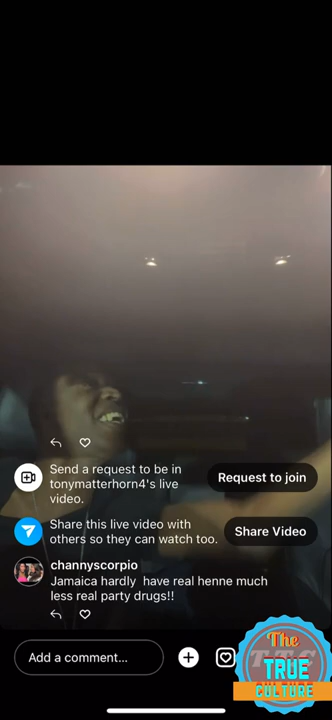 Send a request to be in
tonymatterhorn4's live
video.
Request to join
Share this live video with
others so they can watch too.
Share Video
channyscorpio
Jamaica hardly  have real henne much
less real party drugs!!
Add a comment...
The
T.T.C
TRUE
CULTURE